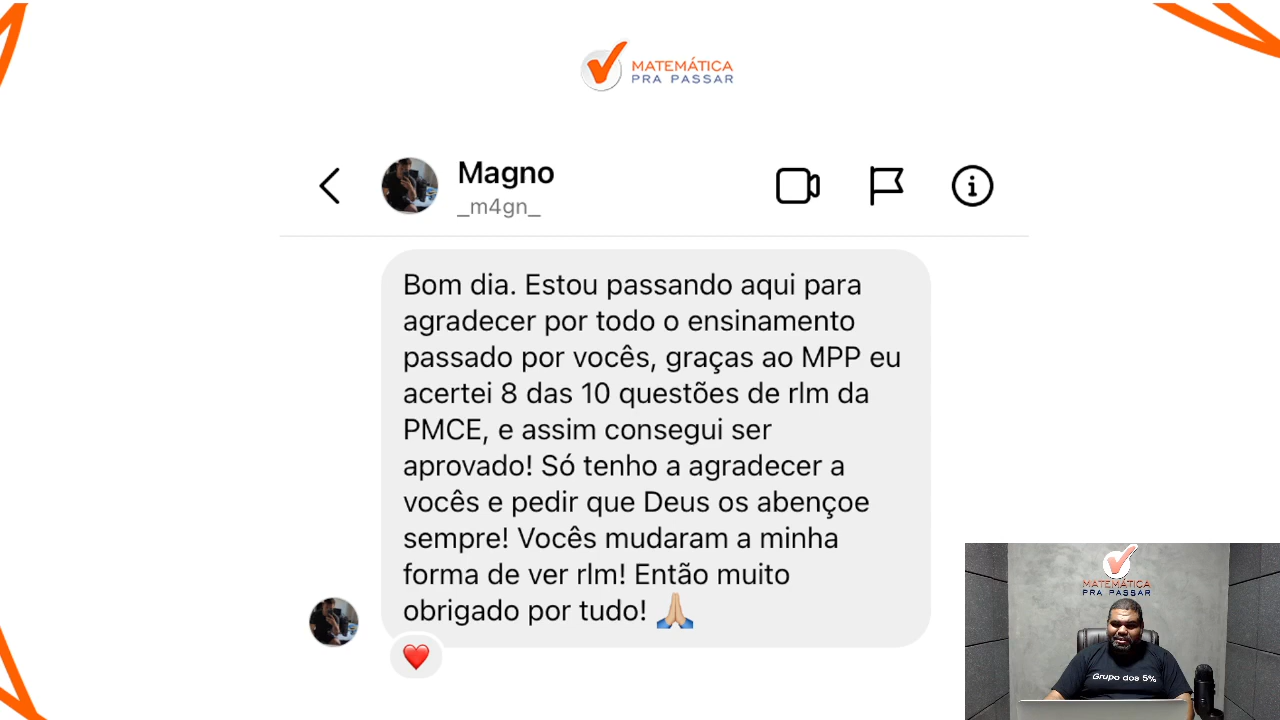 MATEMÁTICA
PRA PASSAR
Magno
_m4gn_
Bom dia. Estou passando aqui para
agradecer por todo o ensinamento
passado por vocês, graças ao MPP eu
acertei 8 das 10 questões de rlm da
PMCE, e assim consegui ser
aprovado! Só tenho a agradecer a
vocês e pedir que Deus os abençoe
sempre! Vocês mudaram a minha
forma de ver rlm! Então muito
obrigado por tudo! 🙏🏼
MATEMÁTICA
PRA PASSAR
Grupo dos 5%